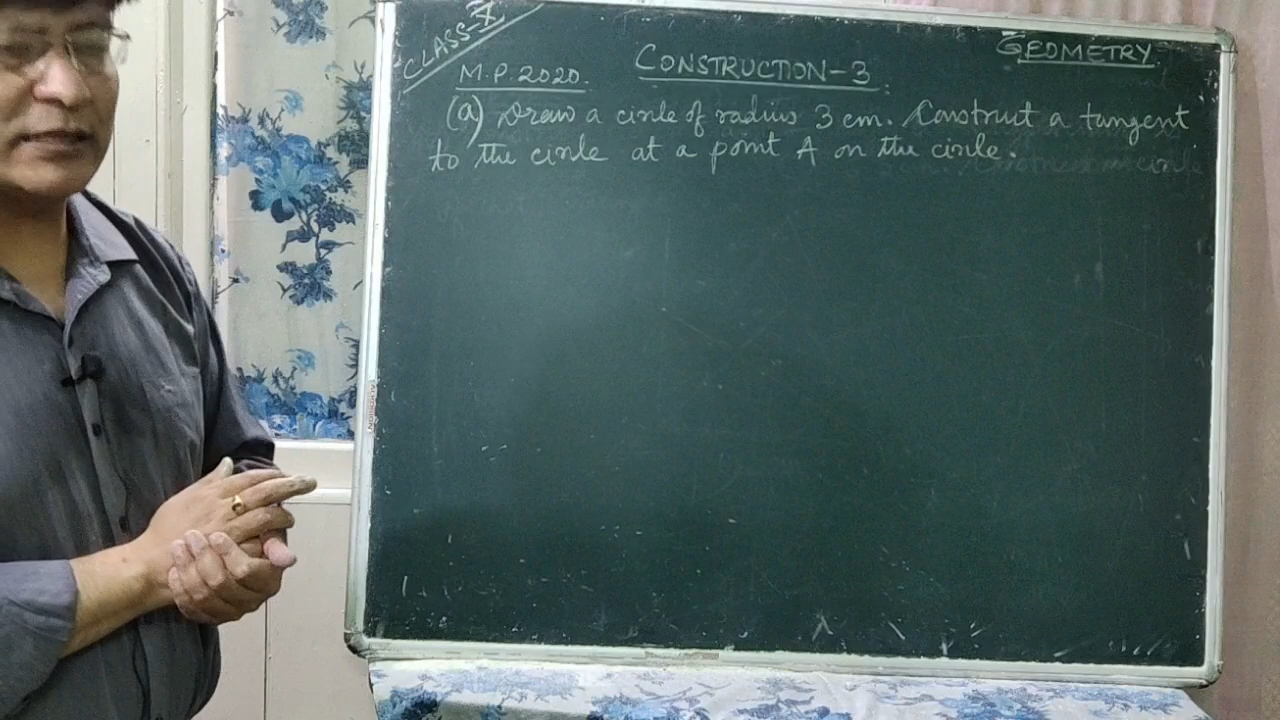 CLASS-X
GEOMETRY
CONSTRUCTION-3
M.P.2020.
(a) Draw a circle of radius 3 cm. Construct a tangent
to the circle at a point A on the circle.